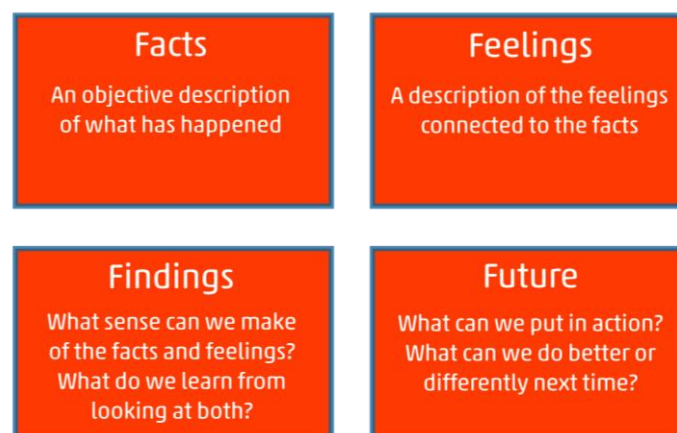 Facts
An objective description
of what has happened
Feelings
A description of the feelings
connected to the facts
Findings
What sense can we make
of the facts and feelings?
What do we learn from
looking at both?
Future
What can we put in action?
What can we do better or
differently next time?